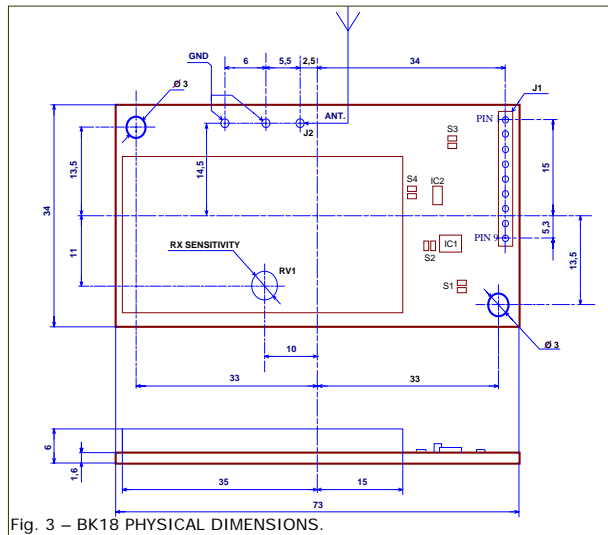 GND
6
5,5
2,5
34
Ø 3
J1
ANT.
PIN 1
J2
S3
34
13,5
14,5
S4
IC2
15
PIN 9
5,3
IC1
S2
13,5
11
RX SENSITIVITY
RV1
S1
10
Ø 3
33
33
6
1,6
35
15
73
Fig. 3 – BK18 PHYSICAL DIMENSIONS.